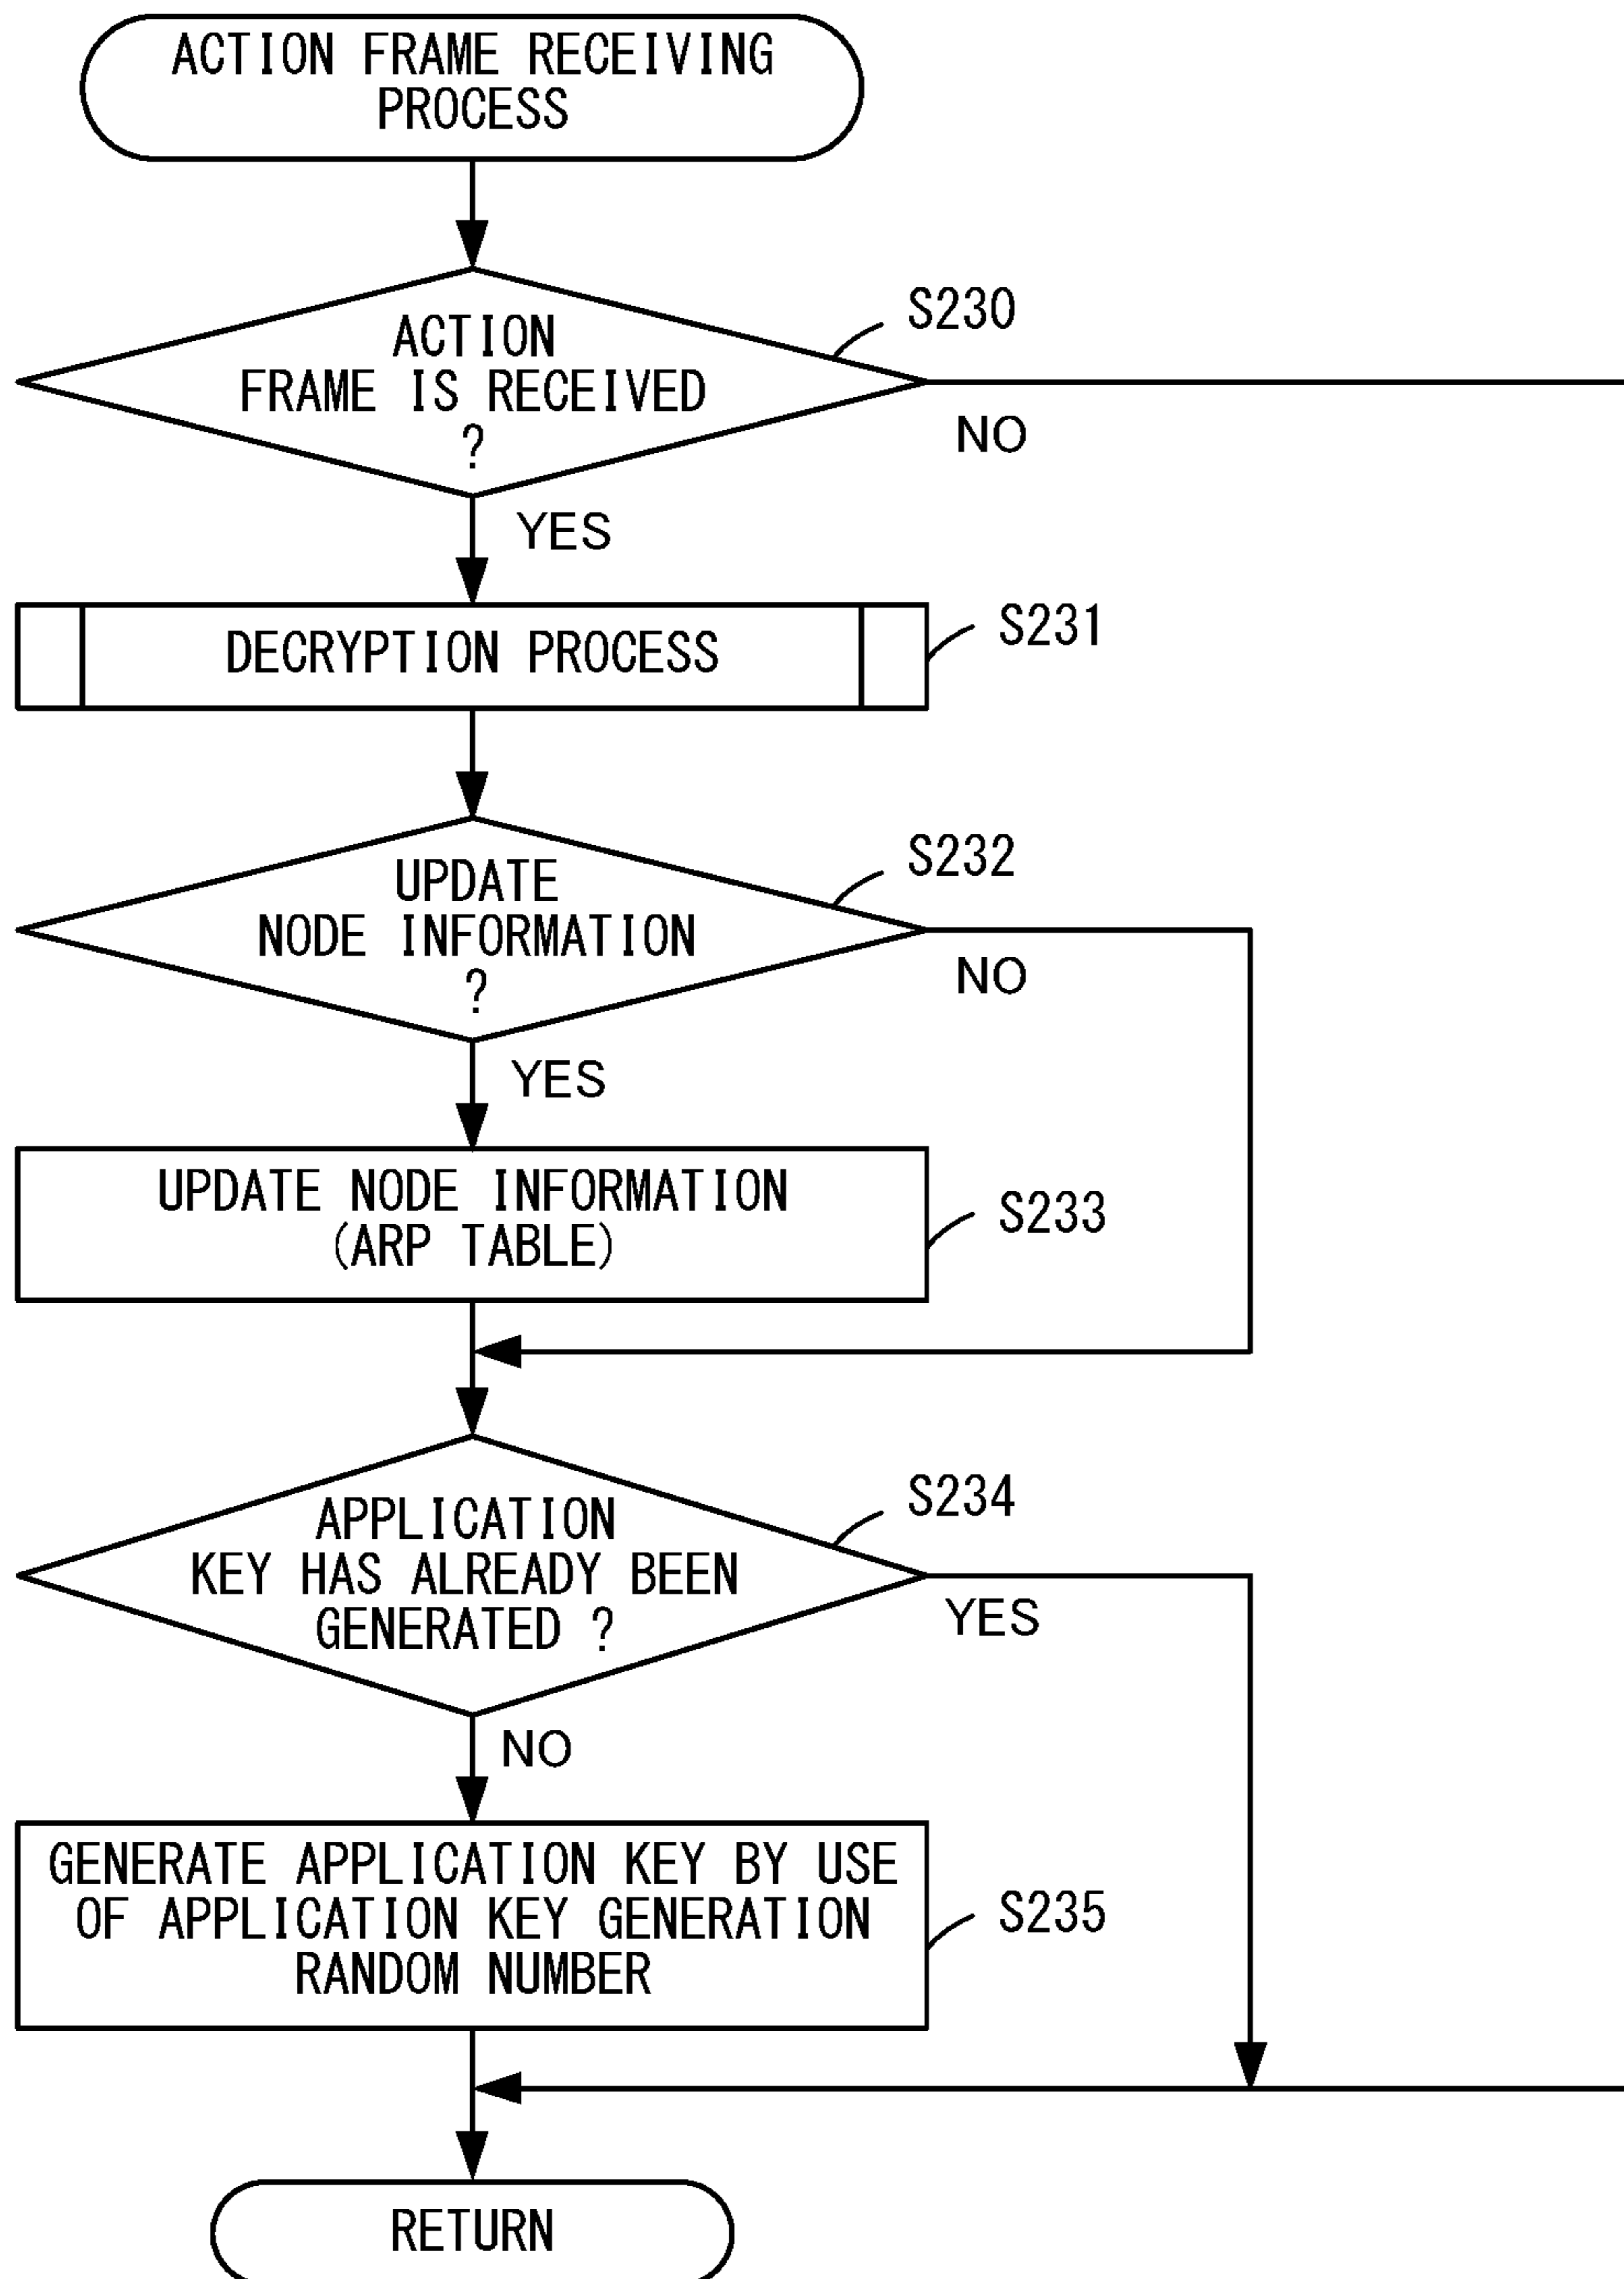 ACTION FRAME RECEIVING
PROCESS
S230
ACTION
FRAME IS RECEIVED
?
NO
YES
S231
DECRYPTION PROCESS
S232
UPDATE
NODE INFORMATION
?
NO
YES
UPDATE NODE INFORMATION
(ARP TABLE)
S233
S234
APPLICATION
KEY HAS ALREADY BEEN
GENERATED ?
YES
NO
GENERATE APPLICATION KEY BY USE
OF APPLICATION KEY GENERATION
RANDOM NUMBER
S235
RETURN